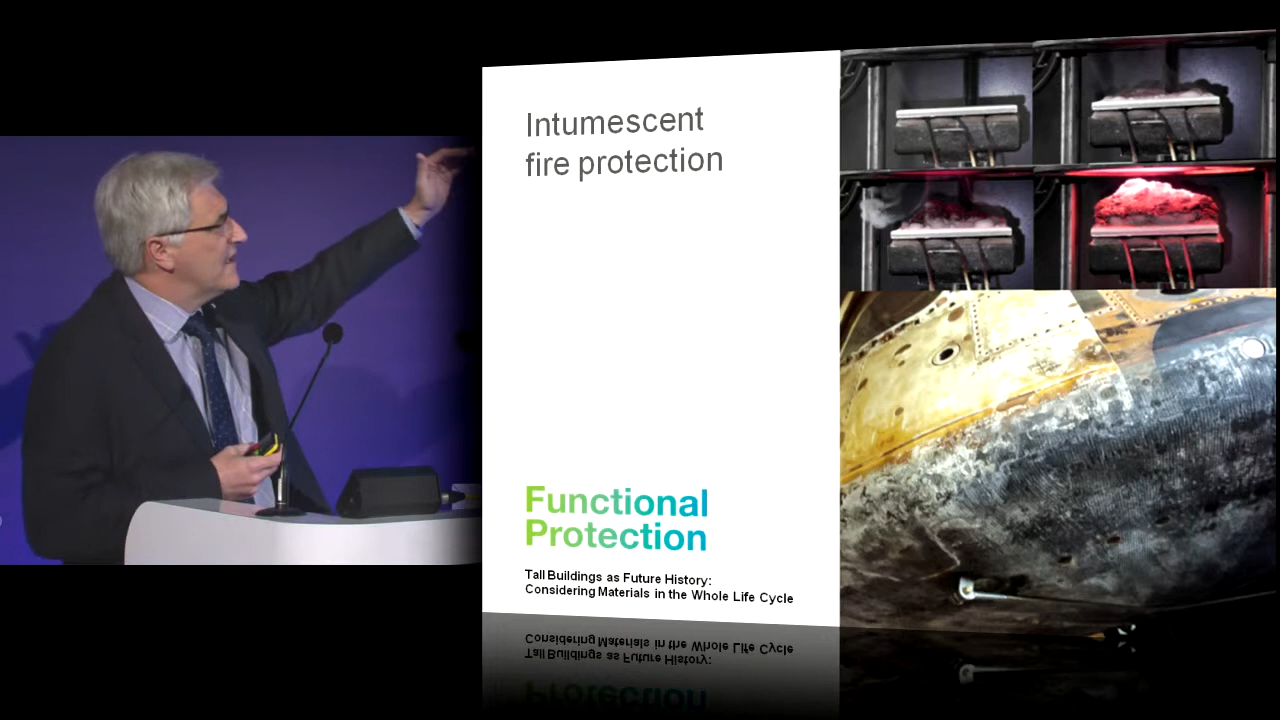 Intumescent
fire protection
Functional
Protection
Tall Buildings as Future History:
Considering Materials in the Whole Life Cycle